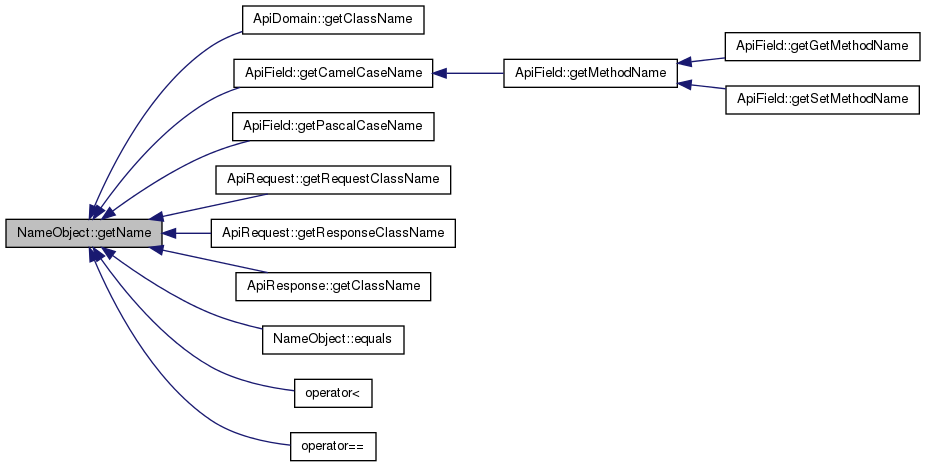 ApiDomain::getClassName
ApiField::getCamelCaseName
ApiField::getMethodName
ApiField::getGetMethodName
ApiField::getSetMethodName
ApiField::getPascalCaseName
ApiRequest::getRequestClassName
NameObject::getName
ApiRequest::getResponseClassName
ApiResponse::getClassName
NameObject::equals
operator<
operator==